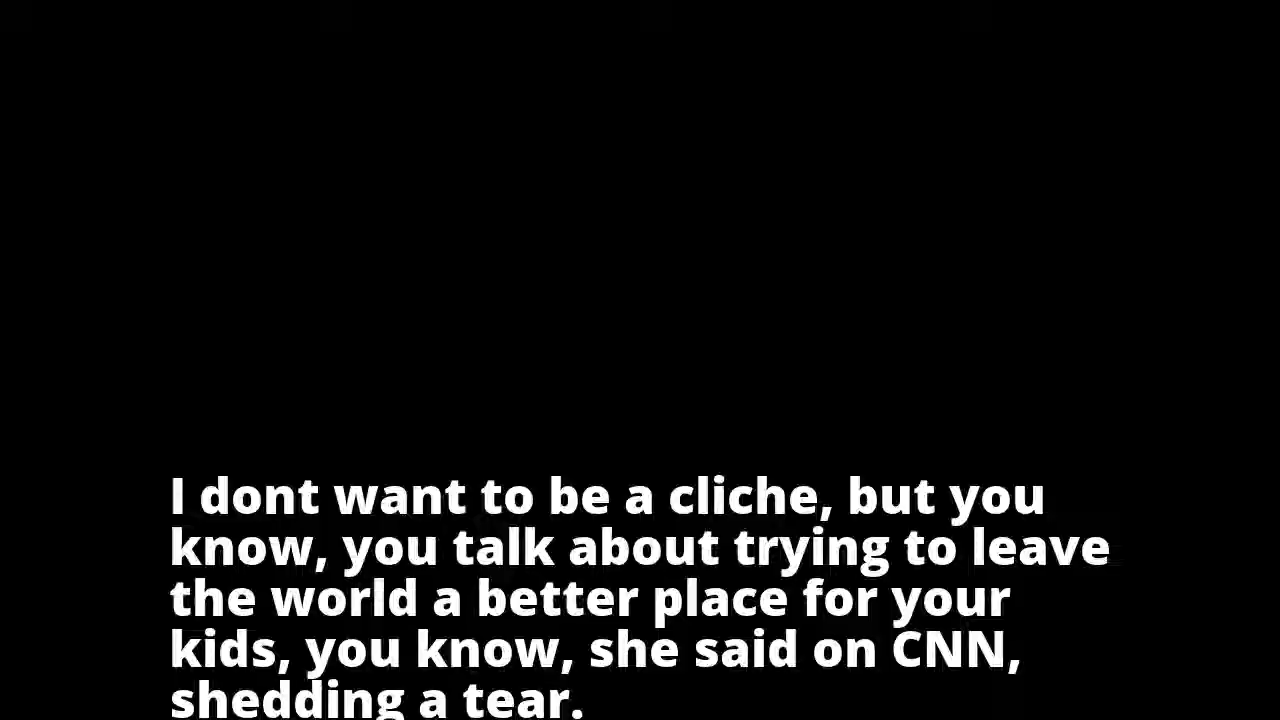 I dont want to be a cliche, but you
know, you talk about trying to leave
the world a better place for your
kids, you know, she said on CNN,
shedding a tear.